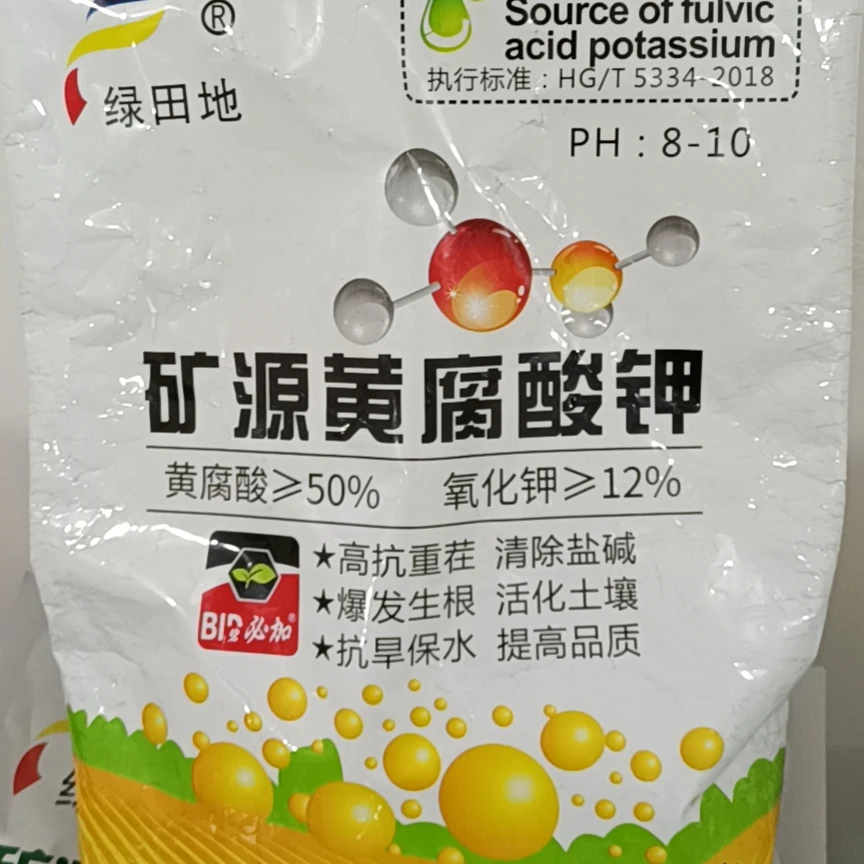 ®
Source of fulvic
acid potassium
绿田地
执行标准：HG/T 5334-2018
PH：8-10
矿源黄腐酸钾
黄腐酸≥50% 氧化钾≥12%
★高抗重茬 清除盐碱
★爆发生根 活化土壤
★抗旱保水 提高品质
必加®